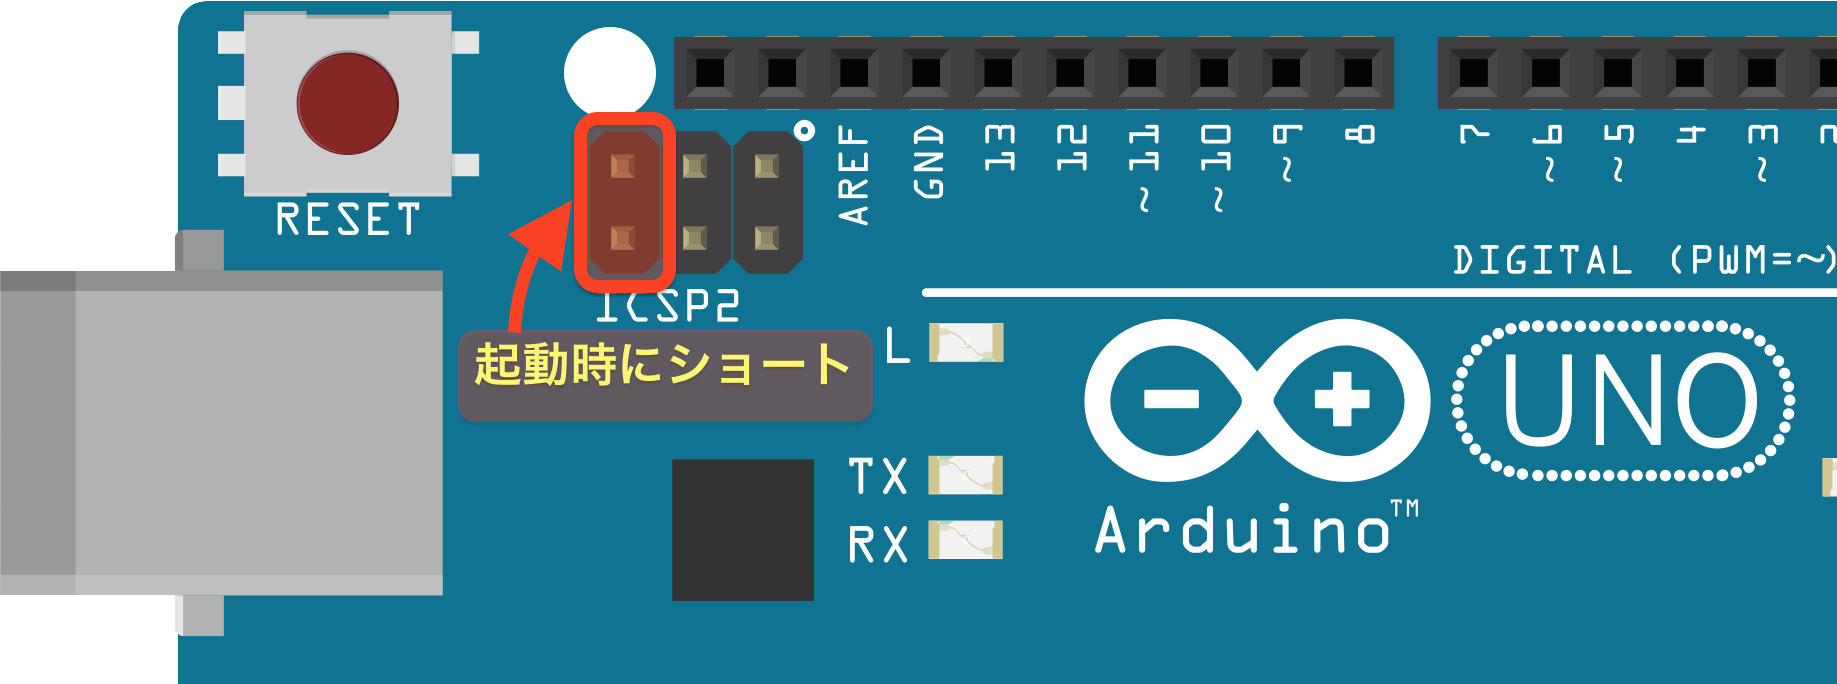 RESET
AREF
GND
13
12
~11
~10
~9
8
7
~6
~5
4
~3
2
DIGITAL (PWM=~)
ICSP2
起動時にショート
L
TX
RX
UNO
Arduino™